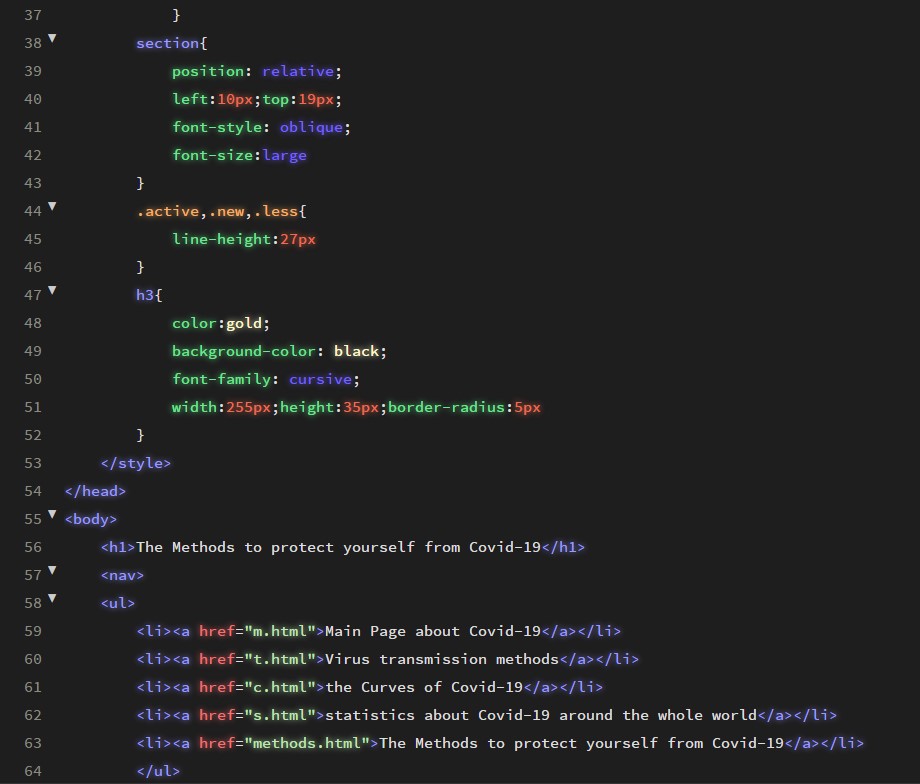 37 }
38 section{
39 position: relative;
40 left:10px;top:19px;
41 font-style: oblique;
42 font-size:large
43 }
44 .active,.new,.less{
45 line-height:27px
46 }
47 h3{
48 color:gold;
49 background-color: black;
50 font-family: cursive;
51 width:255px;height:35px;border-radius:5px
52 }
53 </style>
54 </head>
55 <body>
56 <h1>The Methods to protect yourself from Covid-19</h1>
57 <nav>
58 <ul>
59 <li><a href="m.html">Main Page about Covid-19</a></li>
60 <li><a href="t.html">Virus transmission methods</a></li>
61 <li><a href="c.html">the Curves of Covid-19</a></li>
62 <li><a href="s.html">statistics about Covid-19 around the whole world</a></li>
63 <li><a href="methods.html">The Methods to protect yourself from Covid-19</a></li>
64 </ul>